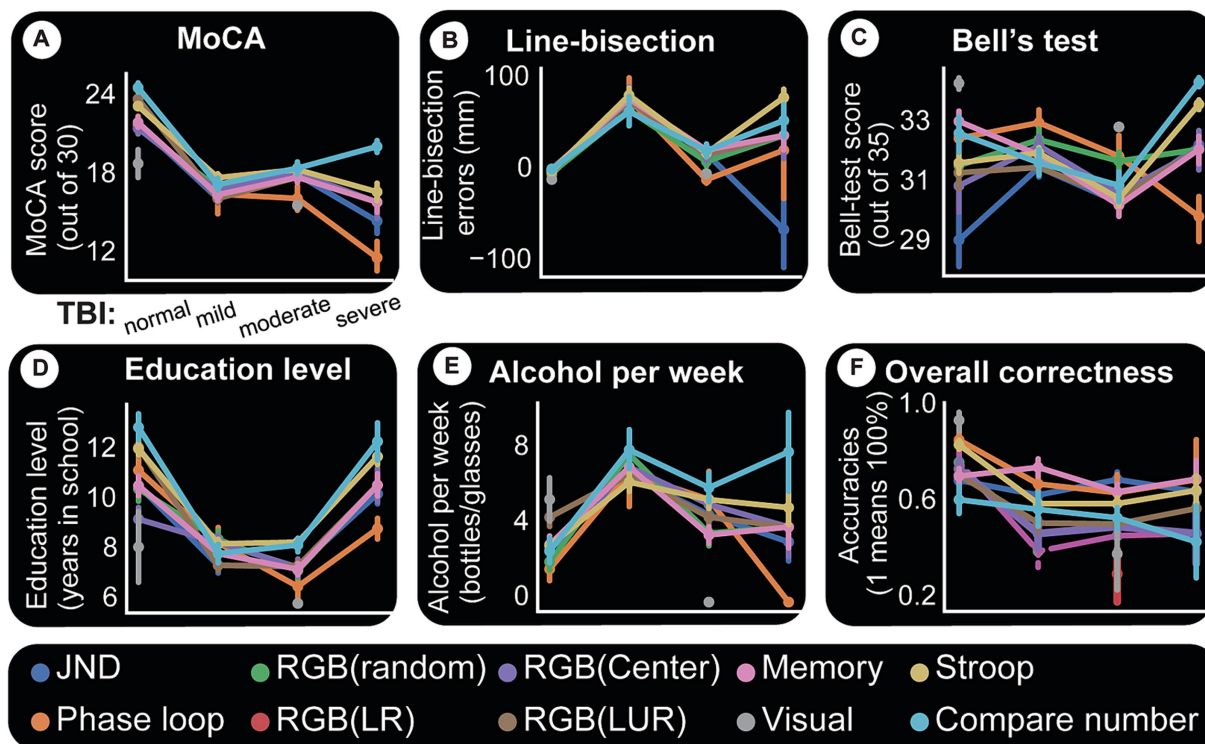 A MoCA
MoCA score
(out of 30)
24
18
12
B Line-bisection
Line-bisection
errors (mm)
100
0
−100
C Bell's test
Bell-test score
(out of 35)
33
31
29
TBI: normal mild moderate severe
D Education level
Education level
(years in school)
12
10
8
6
E Alcohol per week
Alcohol per week
(bottles/glasses)
8
4
0
F Overall correctness
Accuracies
(1 means 100%)
1.0
0.6
0.2
JND RGB(random) RGB(Center) Memory Stroop
Phase loop RGB(LR) RGB(LUR) Visual Compare number